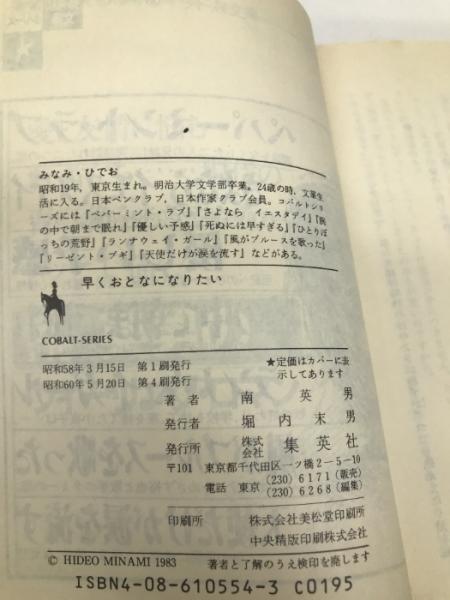 みなみ・ひでお
昭和19年，東京生まれ。明治大学文学部卒業。24歳の時，文筆生
活に入る。日本ペンクラブ，日本作家クラブ会員。コバルトシリ
ーズには『ペパーミント・ラブ』『さよなら イエスタデイ』『腕
の中で朝まで眠れ』『優しい予感』『死ぬには早すぎる』『ひとりぼ
っちの荒野』『ランナウェイ・ガール』『風がブルースを歌った』
『リーゼント・ブギ』『天使だけが涙を流す』などがある。
早くおとなになりたい
COBALT-SERIES
昭和58年3月15日 第1刷発行
昭和60年5月20日 第4刷発行
★定価はカバーに表
示してあります
著者 南英男
発行者 堀内末男
発行所 株式会社 集英社
〒101 東京都千代田区一ツ橋2－5－10
電話 東京 (230)6171(販売)
(230)6268(編集)
印刷所 株式会社美松堂印刷所
中央精版印刷株式会社
© HIDEO MINAMI 1983 著者と了解のうえ検印を廃します
ISBN4-08-610554-3 C0195